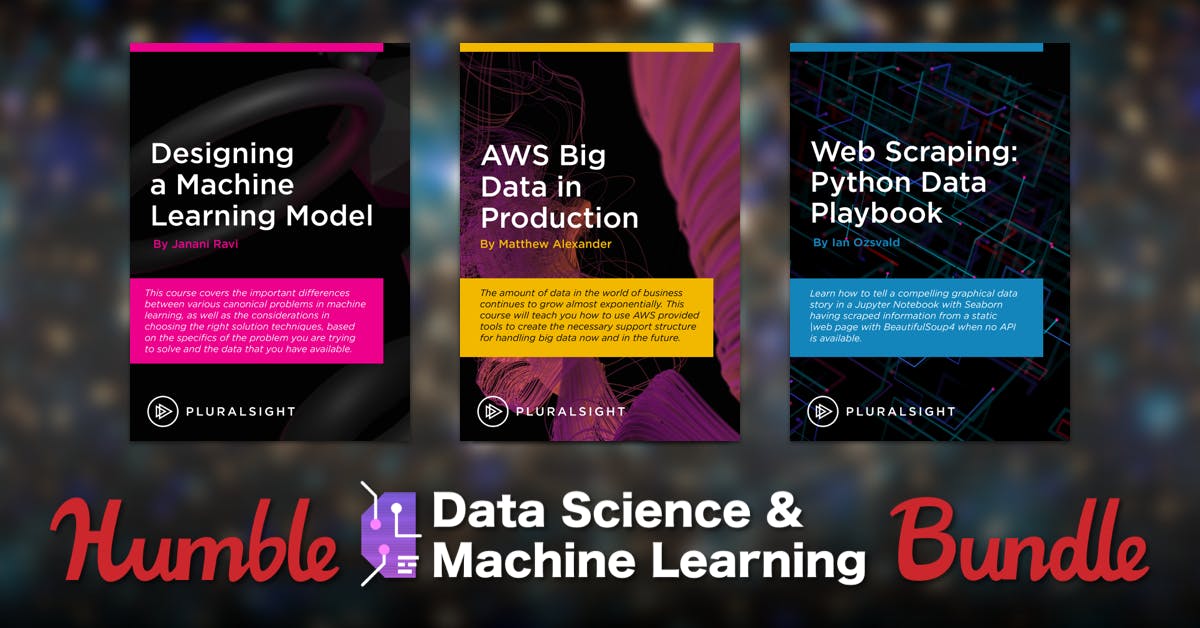 Designing
a Machine
Learning Model
By Janani Ravi
This course covers the important differences
between various canonical problems in machine
learning, as well as the considerations in
choosing the right solution techniques, based
on the specifics of the problem you are trying
to solve and the data that you have available.
PLURALSIGHT
AWS Big
Data in
Production
By Matthew Alexander
The amount of data in the world of business
continues to grow almost exponentially. This
course will teach you how to use AWS provided
tools to create the necessary support structure
for handling big data now and in the future.
PLURALSIGHT
Web Scraping:
Python Data
Playbook
By Ian Ozsvald
Learn how to tell a compelling graphical data
story in a Jupyter Notebook with Seaborn
having scraped information from a static
|web page with BeautifulSoup4 when no API
is available.
PLURALSIGHT
Humble
Data Science &
Machine Learning
Bundle